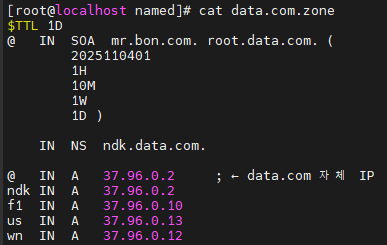 [root@localhost named]# cat data.com.zone
$TTL 1D
@ IN SOA mr.bon.com. root.data.com. (
2025110401
1H
10M
1W
1D )
IN NS ndk.data.com.
@ IN A 37.96.0.2 ; ← data.com 자체 IP
ndk IN A 37.96.0.2
f1 IN A 37.96.0.10
us IN A 37.96.0.13
wn IN A 37.96.0.12